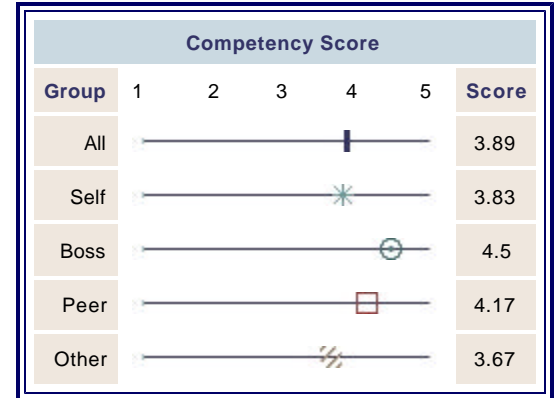 Competency Score
Group 1 2 3 4 5 Score
All 3.89
Self 3.83
Boss 4.5
Peer 4.17
Other 3.67